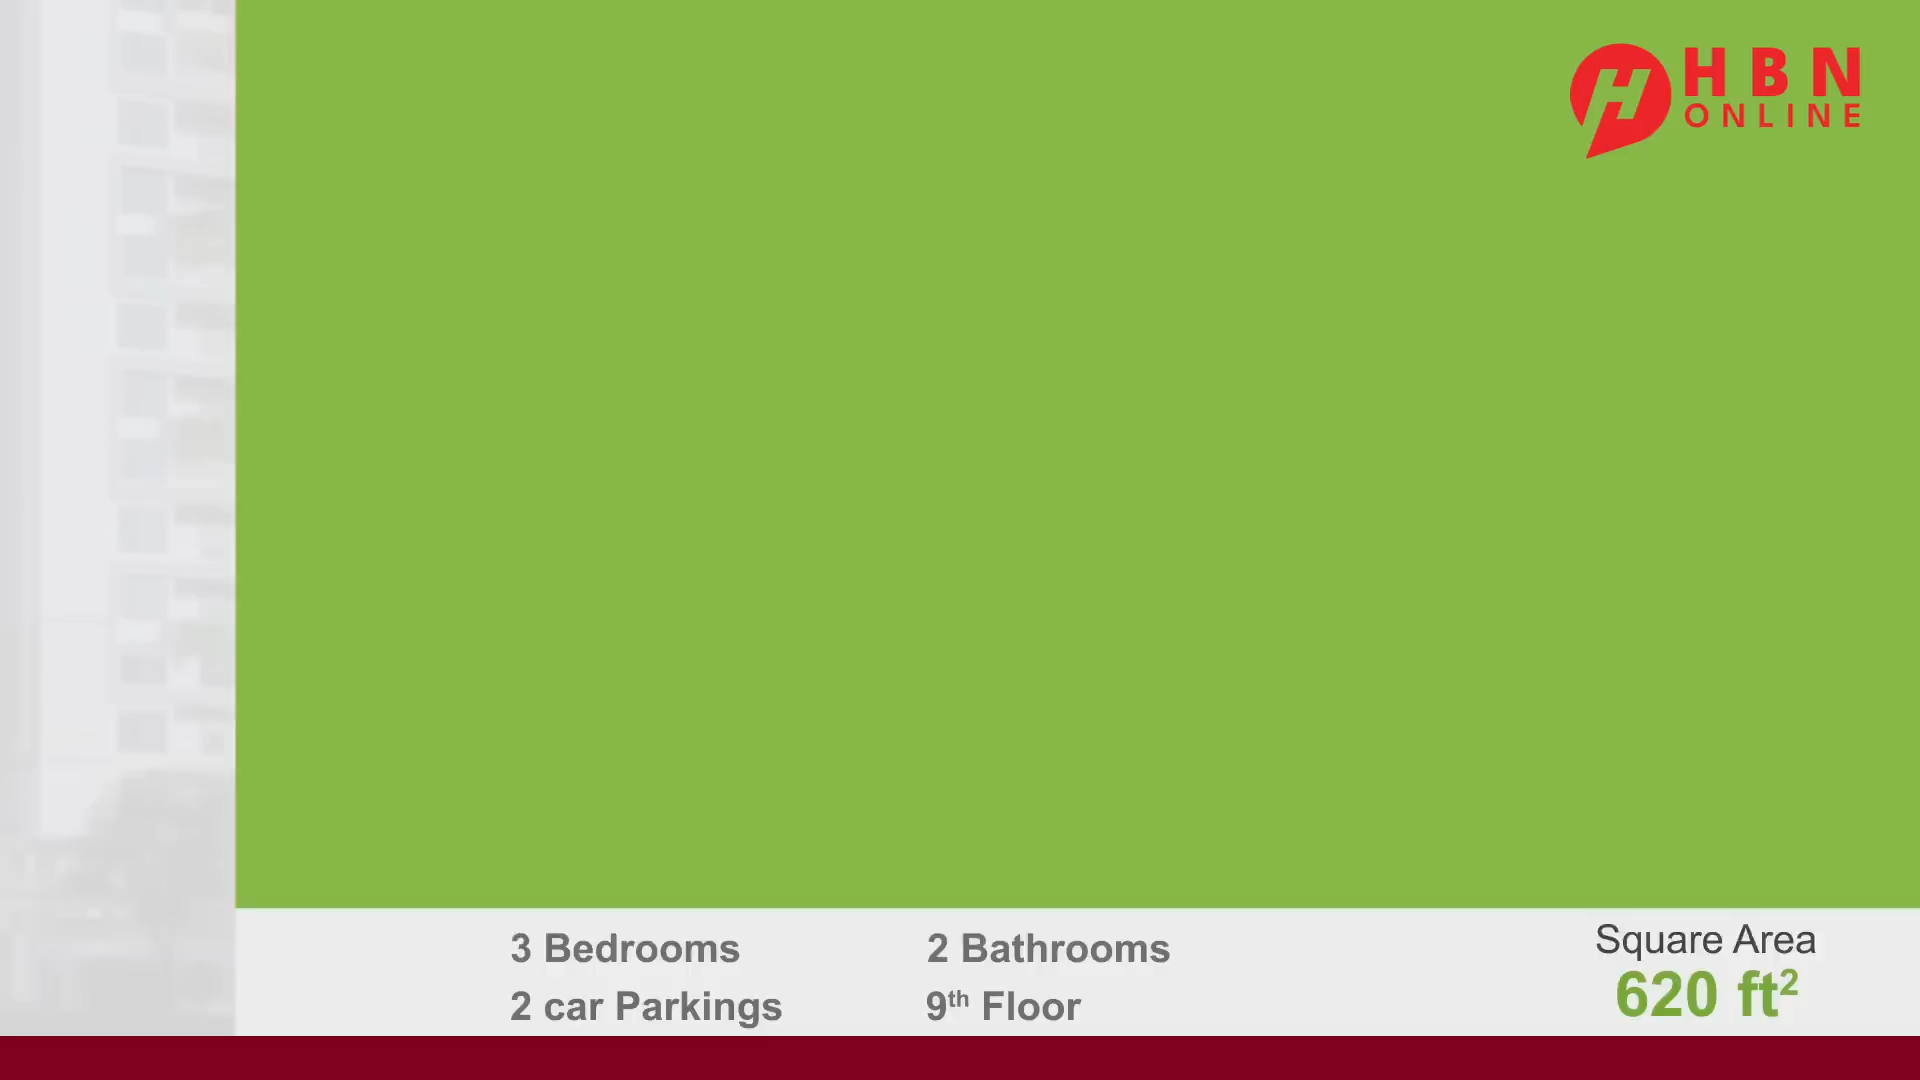 HBN
ONLINE
3 Bedrooms
2 Bathrooms
Square Area
2 car Parkings
9th Floor
620 ft²